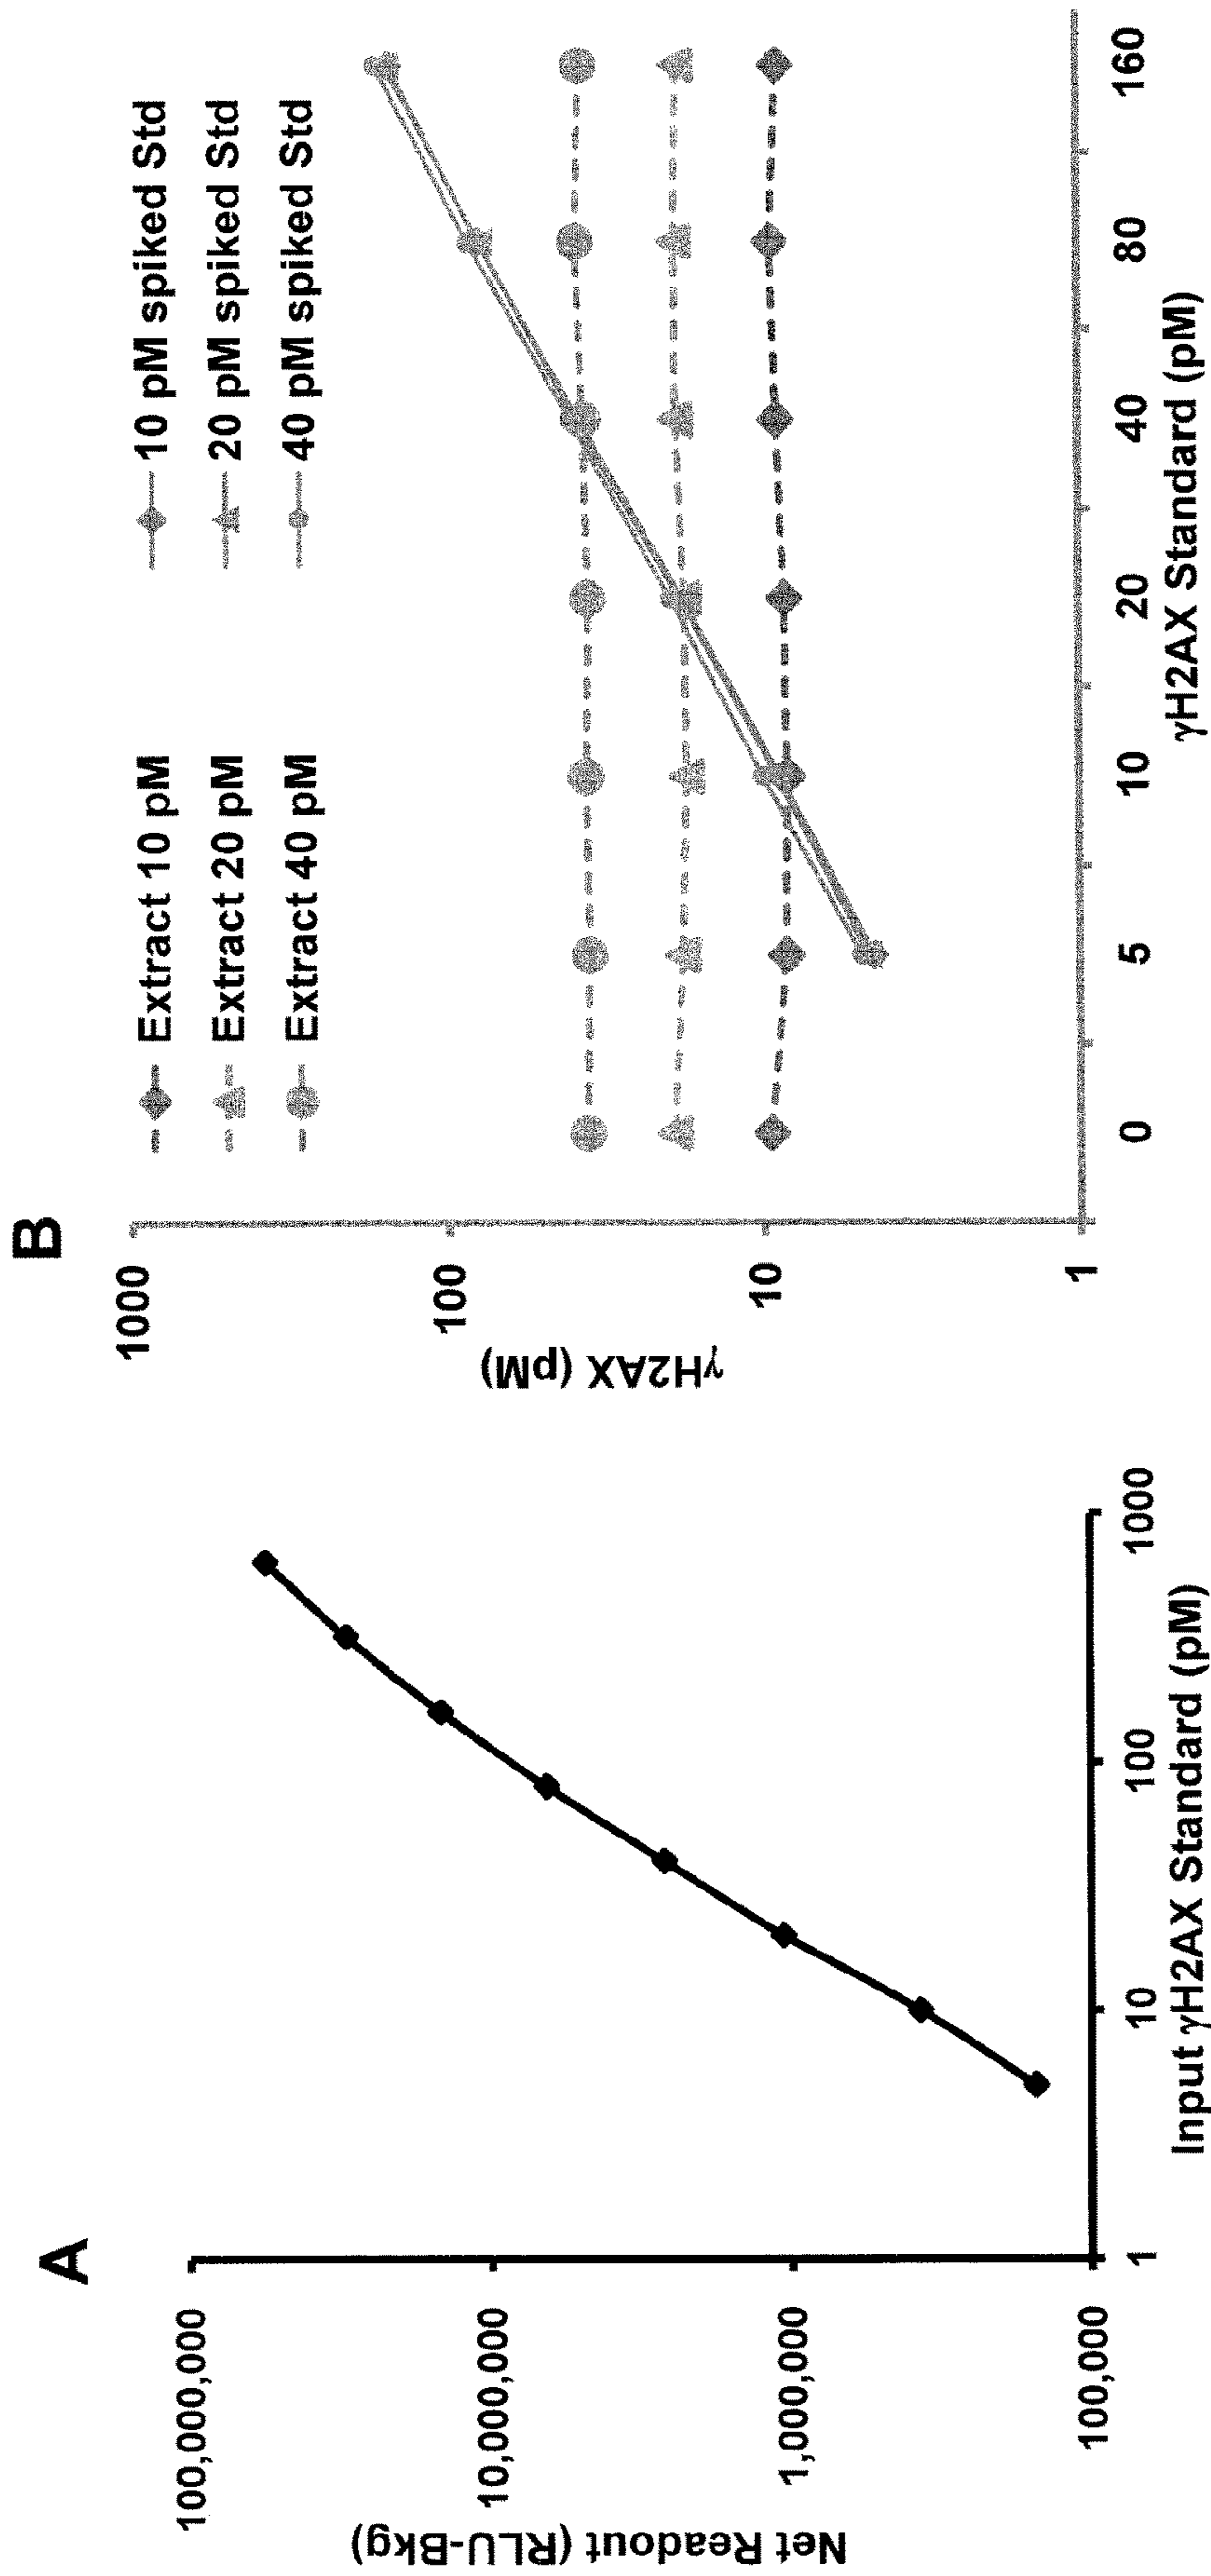 A
100,000,000
10,000,000
1,000,000
100,000
Net Readout (RLU-Bkg)
1
10
100
1000
Input γH2AX Standard (pM)
B
Extract 10 pM
Extract 20 pM
Extract 40 pM
10 pM spiked Std
20 pM spiked Std
40 pM spiked Std
1000
100
10
1
γH2AX (pM)
0
5
10
20
40
80
160
γH2AX Standard (pM)